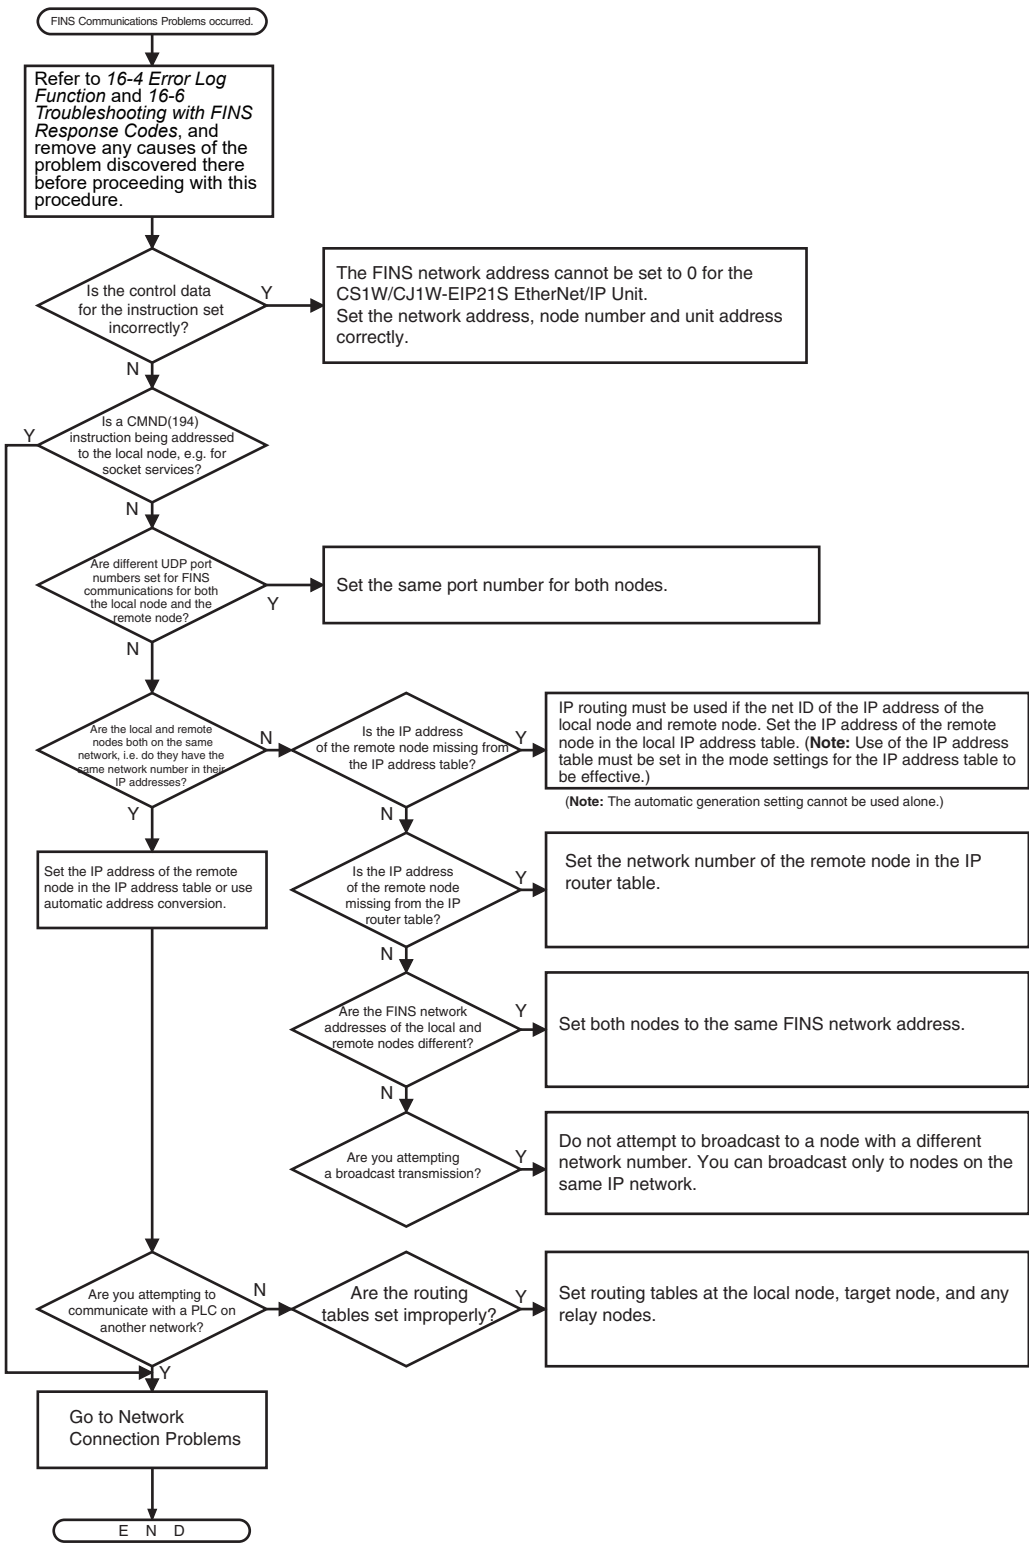 FINS Communications Problems occurred.
Refer to 16-4 Error Log
Function and 16-6
Troubleshooting with FINS
Response Codes, and
remove any causes of the
problem discovered there
before proceeding with this
procedure.
Is the control data
for the instruction set
incorrectly?
Y
The FINS network address cannot be set to 0 for the
CS1W/CJ1W-EIP21S EtherNet/IP Unit.
Set the network address, node number and unit address
correctly.
N
Is a CMND(194)
instruction being addressed
to the local node, e.g. for
socket services?
Y
N
Are different UDP port
numbers set for FINS
communications for both
the local node and the
remote node?
Y
Set the same port number for both nodes.
N
Are the local and remote
nodes both on the same
network, i.e. do they have the
same network number in their
IP addresses?
N
Is the IP address
of the remote node missing from
the IP address table?
Y
IP routing must be used if the net ID of the IP address of the
local node and remote node. Set the IP address of the remote
node in the local IP address table. (Note: Use of the IP address
table must be set in the mode settings for the IP address table to
be effective.)
(Note: The automatic generation setting cannot be used alone.)
Y
N
Set the IP address of the remote
node in the IP address table or use
automatic address conversion.
Is the IP address
of the remote node
missing from the IP
router table?
Y
Set the network number of the remote node in the IP
router table.
N
Are the FINS network
addresses of the local and
remote nodes different?
Y
Set both nodes to the same FINS network address.
N
Are you attempting
a broadcast transmission?
Y
Do not attempt to broadcast to a node with a different
network number. You can broadcast only to nodes on the
same IP network.
Are you attempting to
communicate with a PLC on
another network?
N
Are the routing
tables set improperly?
Y
Set routing tables at the local node, target node, and any
relay nodes.
Y
Go to Network
Connection Problems
E N D